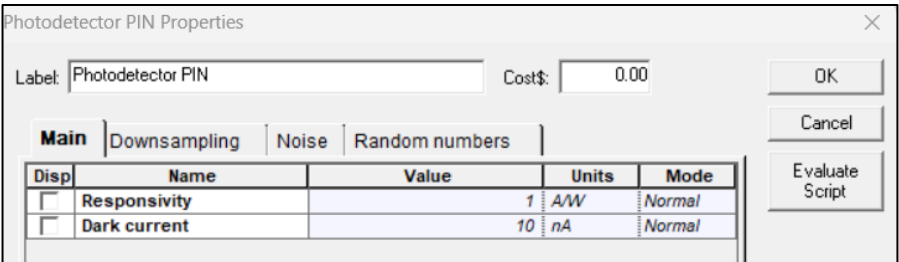 Photodetector PIN Properties
Label: Photodetector PIN Cost$: 0.00 OK
Cancel
Main Downsampling Noise Random numbers
Disp Name Value Units Mode
Evaluate
Script
Responsivity 1 A/W Normal
Dark current 10 nA Normal